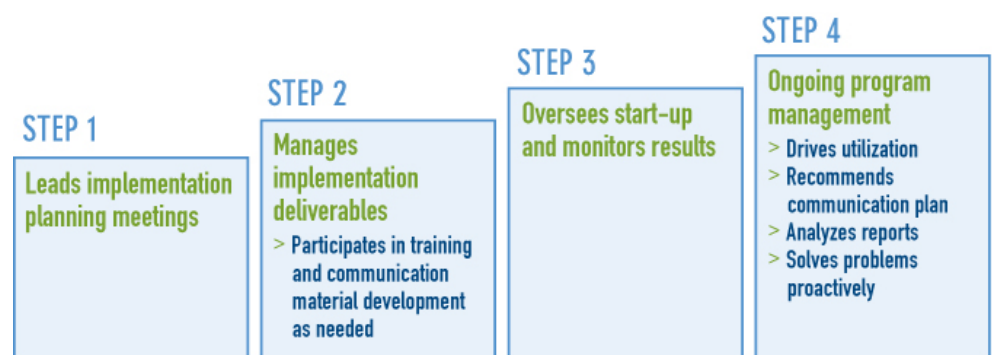 STEP 1
Leads implementation
planning meetings
STEP 2
Manages
implementation
deliverables
> Participates in training
and communication
material development
as needed
STEP 3
Oversees start-up
and monitors results
STEP 4
Ongoing program
management
> Drives utilization
> Recommends
communication plan
> Analyzes reports
> Solves problems
proactively